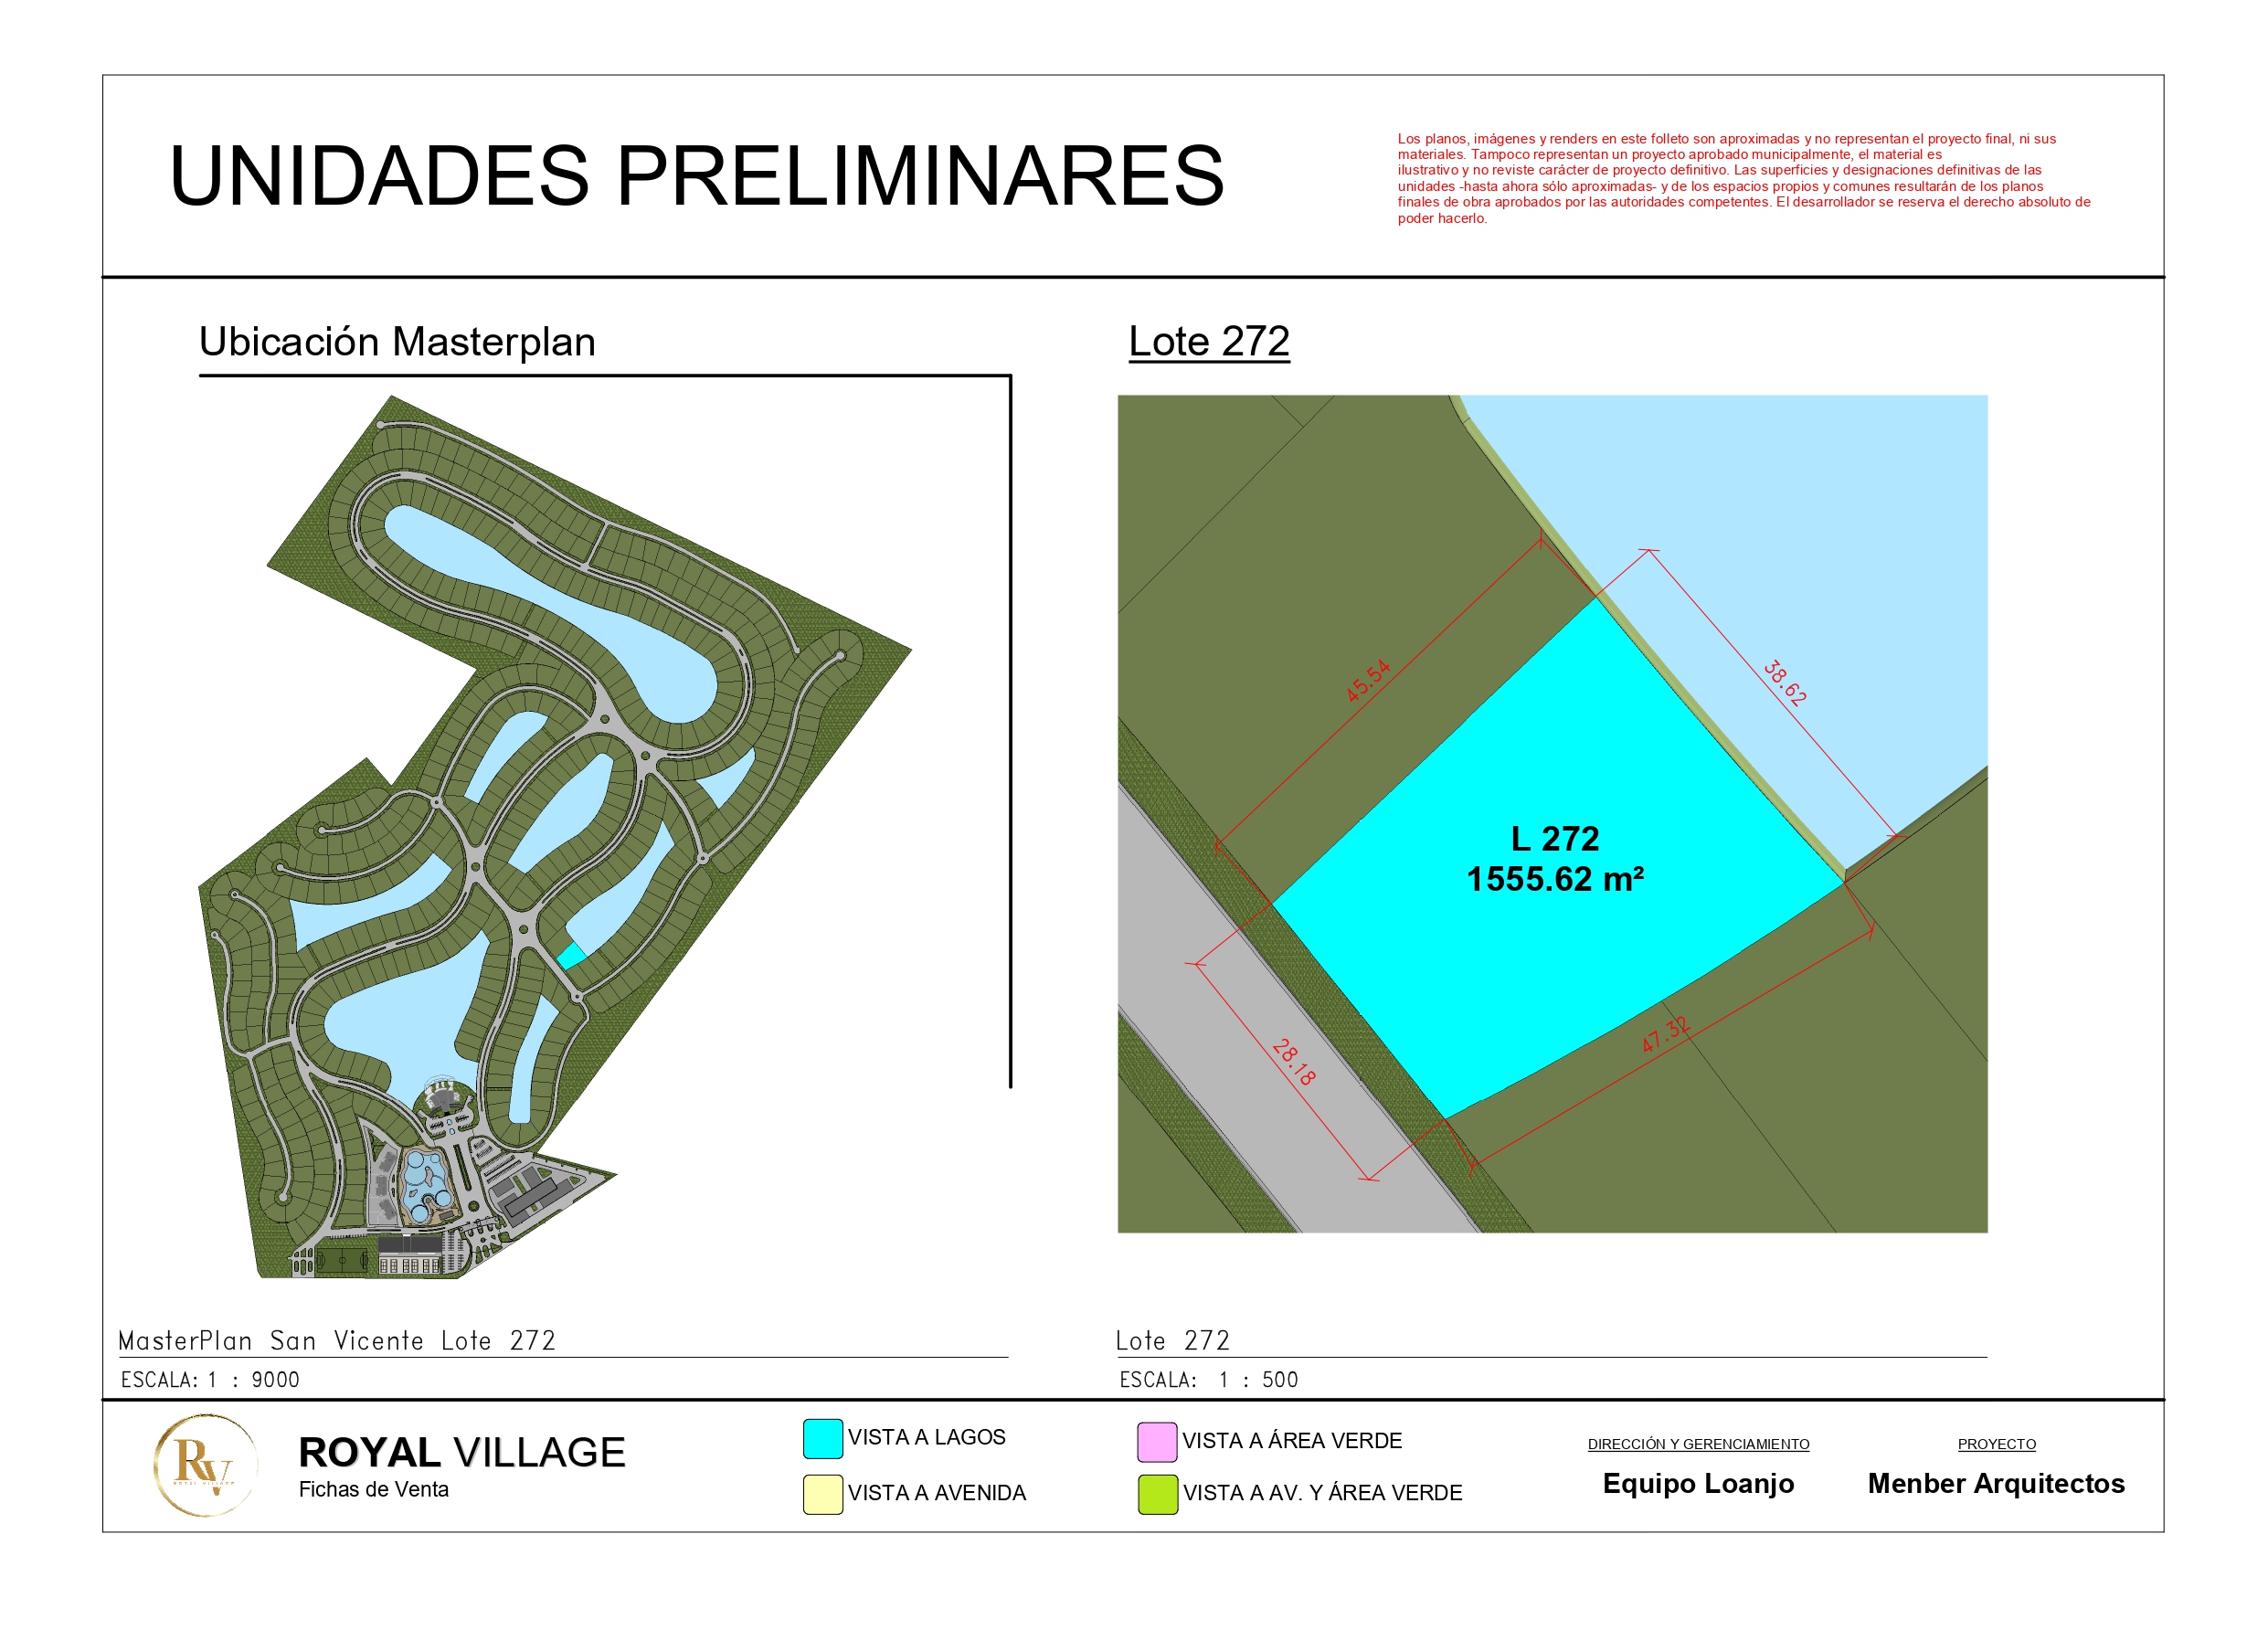 UNIDADES PRELIMINARES
Los planos, imágenes y renders en este folleto son aproximadas y no representan el proyecto final, ni sus
materiales. Tampoco representan un proyecto aprobado municipalmente, el material es
ilustrativo y no reviste carácter de proyecto definitivo. Las superficies y designaciones definitivas de las
unidades -hasta ahora sólo aproximadas- y de los espacios propios y comunes resultarán de los planos
finales de obra aprobados por las autoridades competentes. El desarrollador se reserva el derecho absoluto de
poder hacerlo.
Ubicación Masterplan
Lote 272
45.54
38.62
L 272
1555.62 m²
28.18
47.32
MasterPlan San Vicente Lote 272
ESCALA: 1 : 9000
Lote 272
ESCALA: 1 : 500
RV
ROYAL VILLAGE
ROYAL VILLAGE
Fichas de Venta
VISTA A LAGOS
VISTA A AVENIDA
VISTA A ÁREA VERDE
VISTA A AV. Y ÁREA VERDE
DIRECCIÓN Y GERENCIAMIENTO
Equipo Loanjo
PROYECTO
Menber Arquitectos